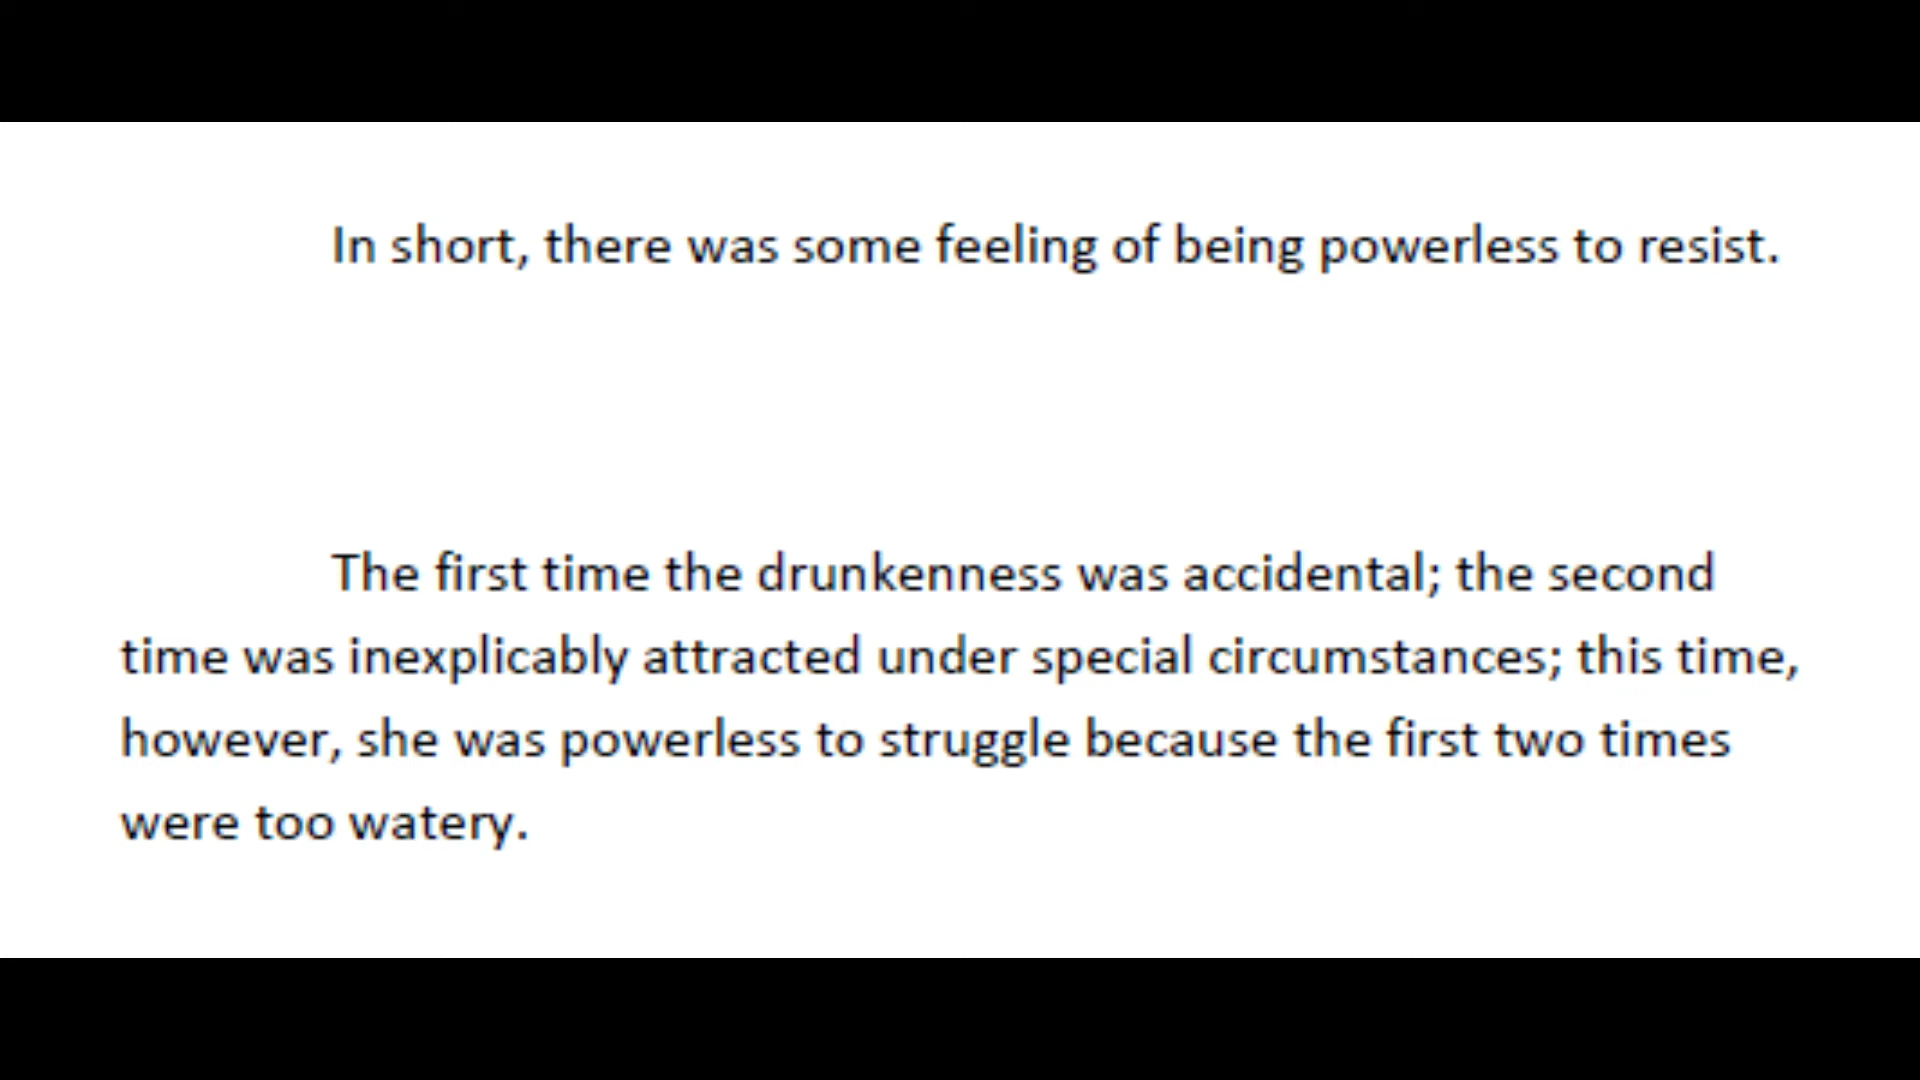 In short, there was some feeling of being powerless to resist.
The first time the drunkenness was accidental; the second
time was inexplicably attracted under special circumstances; this time,
however, she was powerless to struggle because the first two times
were too watery.